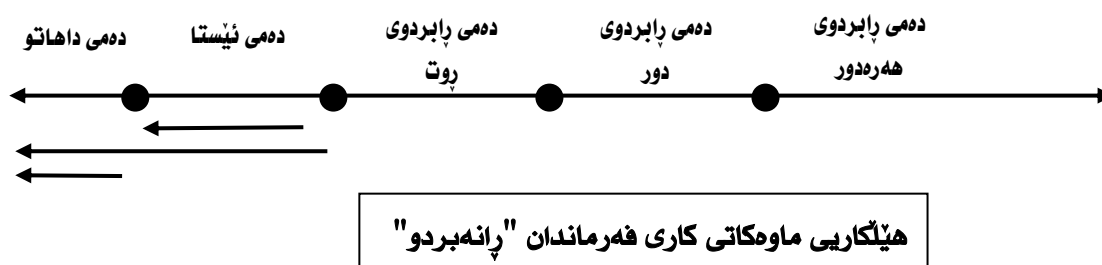 دەمی ڕابردوی
هەرەدور
دەمی ڕابردوی
دور
دەمی ڕابردوی
ڕوت
دەمی ئێستا
دەمی داهاتو
هێڵکاریی ماوەکاتی کاری فەرماندان "ڕانەبردو"